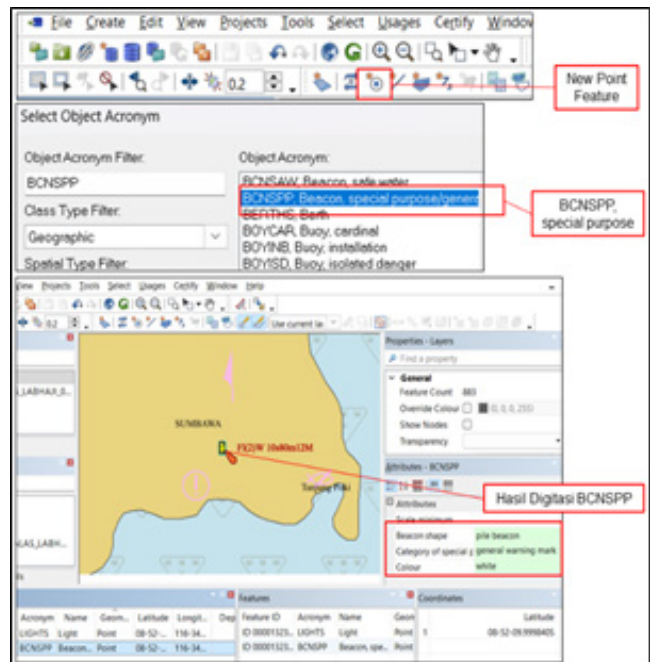 File Create Edit View Projects Tools Select Usages Certify Window
0.2
New Point
Feature
Select Object Acronym
Object Acronym Filter:
Object Acronym:
BCNSPP
BCNSAW, Beacon, safe water
BCNSPP, Beacon, special purpose/genera
BERTHS, Berth
BCNSPP,
special purpose
Class Type Filter:
BOYCAR, Buoy, cardinal
Geographic
BOYINB, Buoy, installation
Spatial Type Filter:
BOYISD, Buoy, isolated danger
View Projects Tools Select Usages Certify Window Help
0.2
Use current la
Properties - Layers
Find a property
General
Feature Count 883
Override Colour (0, 0, 0, 255)
Show Nodes
Transparency
SUMBAWA
Fl(2)W 10s80m12M
Attributes - BCNSPP
Hasil Digitasi BCNSPP
Attributes
Scale minimum
Beacon shape pile beacon
Category of special p general warning mark
Colour white
Features
Coordinates
Acronym Name Geom... Latitude Longit... Dep
Feature ID Acronym Name Geom
Latitude
LIGHTS Light Point 08-52-... 116-34...
ID 00001323... LIGHTS Light Point
1 08-52-09.9998405
BCNSPP Beacon... Point 08-52-... 116-34...
ID 00001323... BCNSPP Beacon, spe... Point